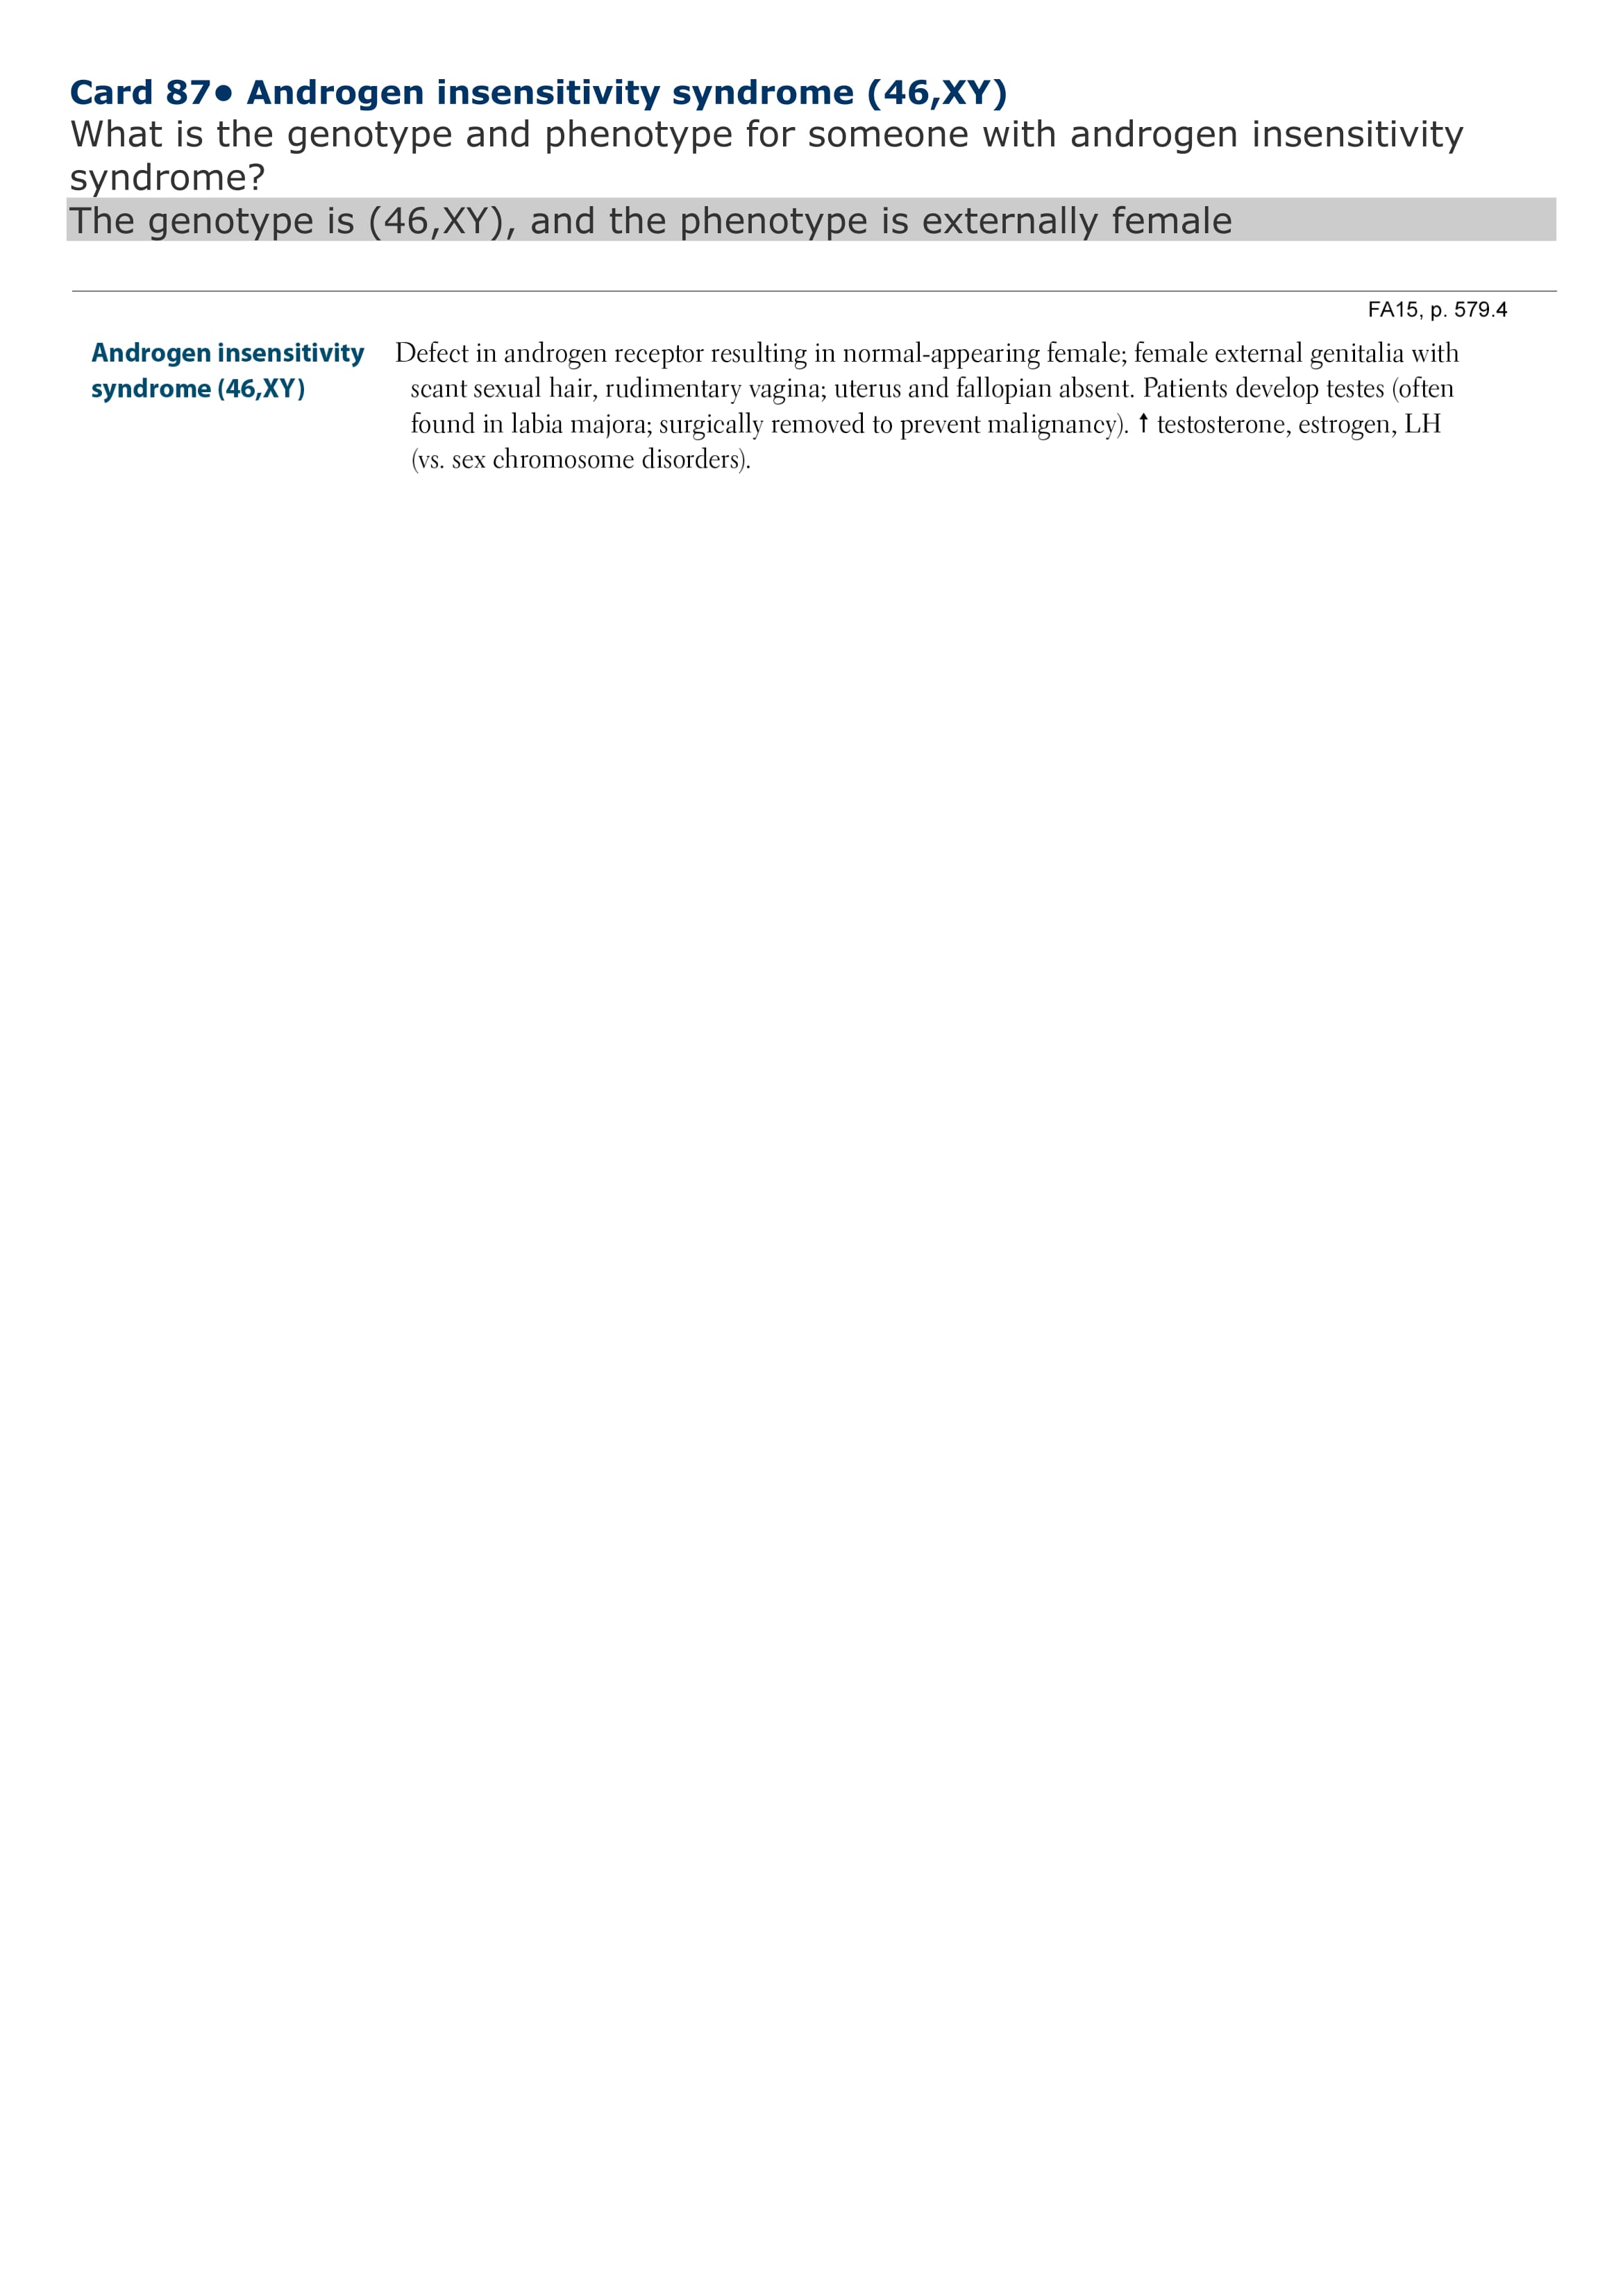 Card 87● Androgen insensitivity syndrome (46,XY)
What is the genotype and phenotype for someone with androgen insensitivity
syndrome?
The genotype is (46,XY), and the phenotype is externally female
FA15, p. 579.4
Androgen insensitivity
syndrome (46,XY)
Defect in androgen receptor resulting in normal-appearing female; female external genitalia with
scant sexual hair, rudimentary vagina; uterus and fallopian absent. Patients develop testes (often
found in labia majora; surgically removed to prevent malignancy). ↑ testosterone, estrogen, LH
(vs. sex chromosome disorders).